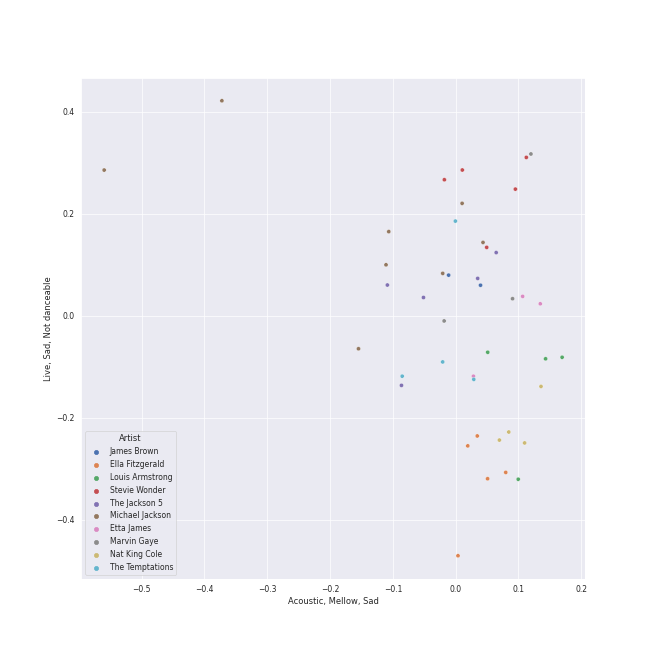 0.4
0.2
0.0
−0.2
−0.4
Live, Sad, Not danceable
Artist
James Brown
Ella Fitzgerald
Louis Armstrong
Stevie Wonder
The Jackson 5
Michael Jackson
Etta James
Marvin Gaye
Nat King Cole
The Temptations
−0.5 −0.4 −0.3 −0.2 −0.1 0.0 0.1 0.2
Acoustic, Mellow, Sad